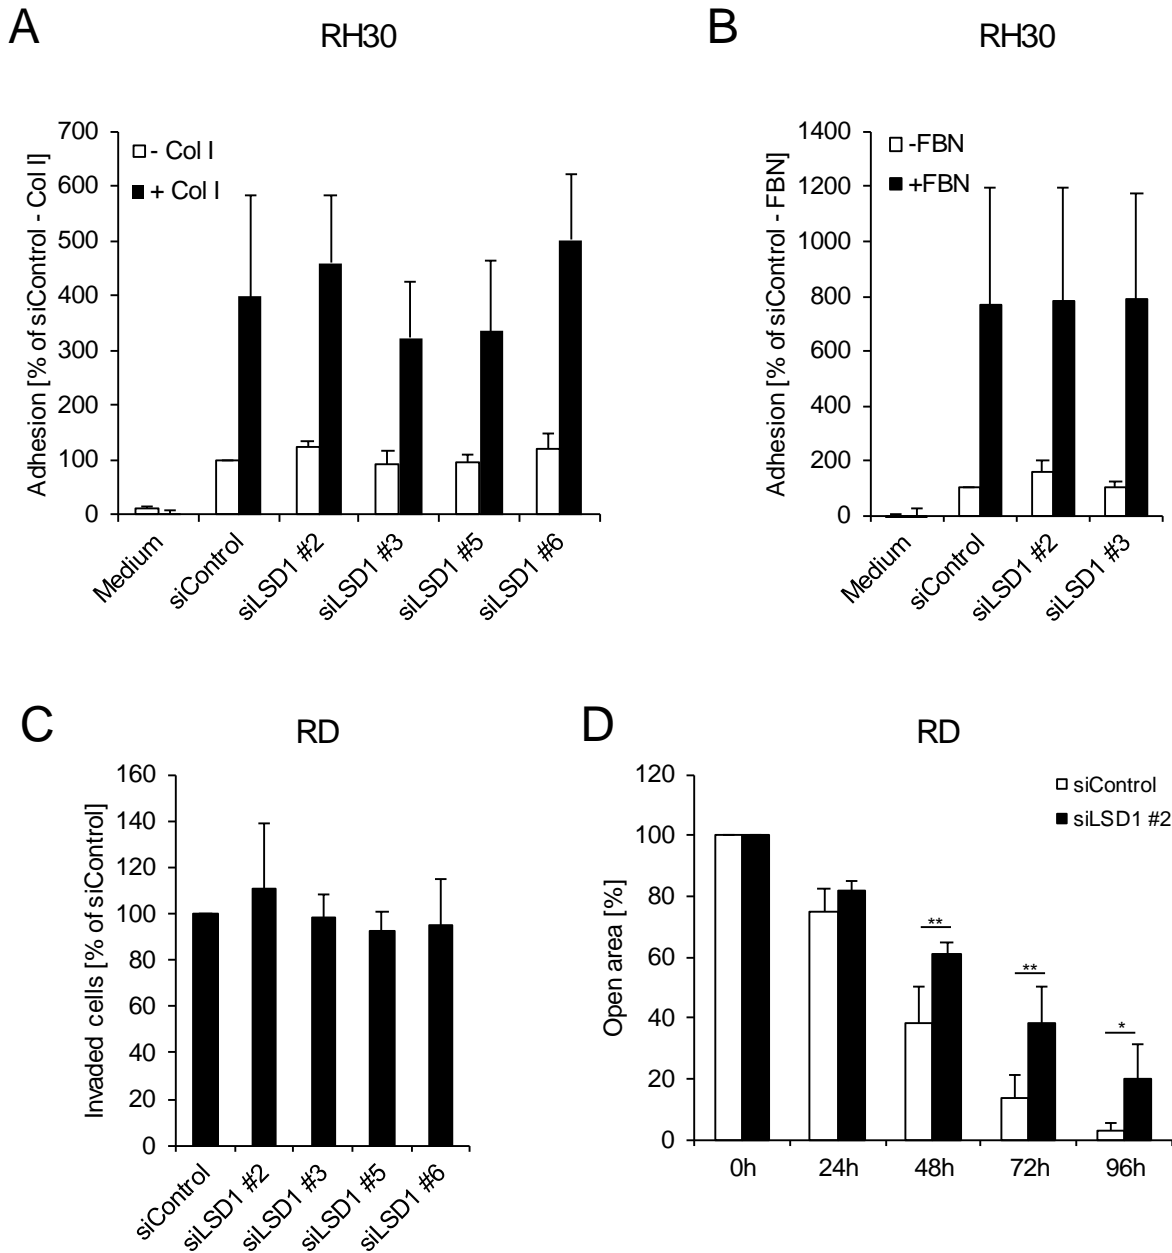 A
RH30
Adhesion [% of siControl - Col I]
700
600
500
400
300
200
100
0
- Col I
+ Col I
Medium
siControl
siLSD1 #2
siLSD1 #3
siLSD1 #5
siLSD1 #6
B
RH30
Adhesion [% of siControl - FBN]
1400
1200
1000
800
600
400
200
0
-FBN
+FBN
Medium
siControl
siLSD1 #2
siLSD1 #3
C
RD
Invaded cells [% of siControl]
160
140
120
100
80
60
40
20
0
siControl
siLSD1 #2
siLSD1 #3
siLSD1 #5
siLSD1 #6
D
RD
Open area [%]
120
100
80
60
40
20
0
siControl
siLSD1 #2
**
**
*
0h
24h
48h
72h
96h